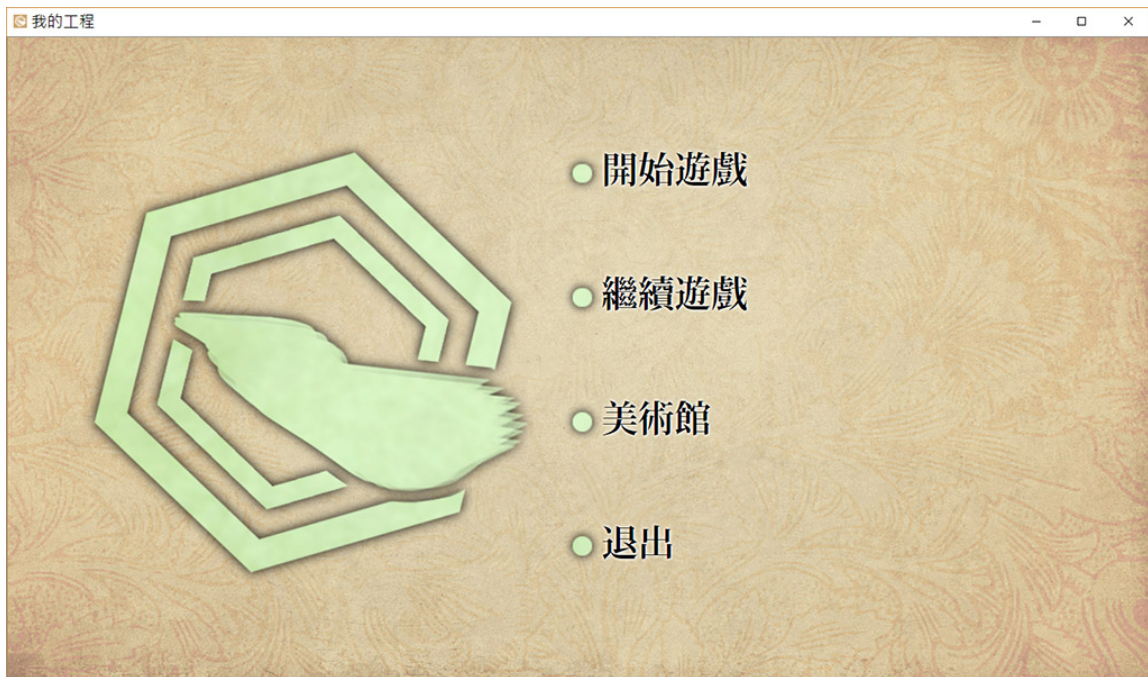 我的工程
開始遊戲
繼續遊戲
美術館
退出